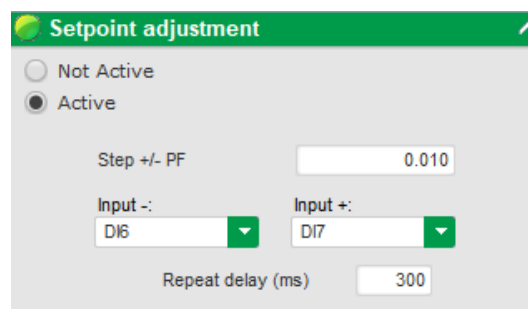 Setpoint adjustment
Not Active
Active
Step +/- PF 0.010
Input -: Input +:
DI6 DI7
Repeat delay (ms) 300